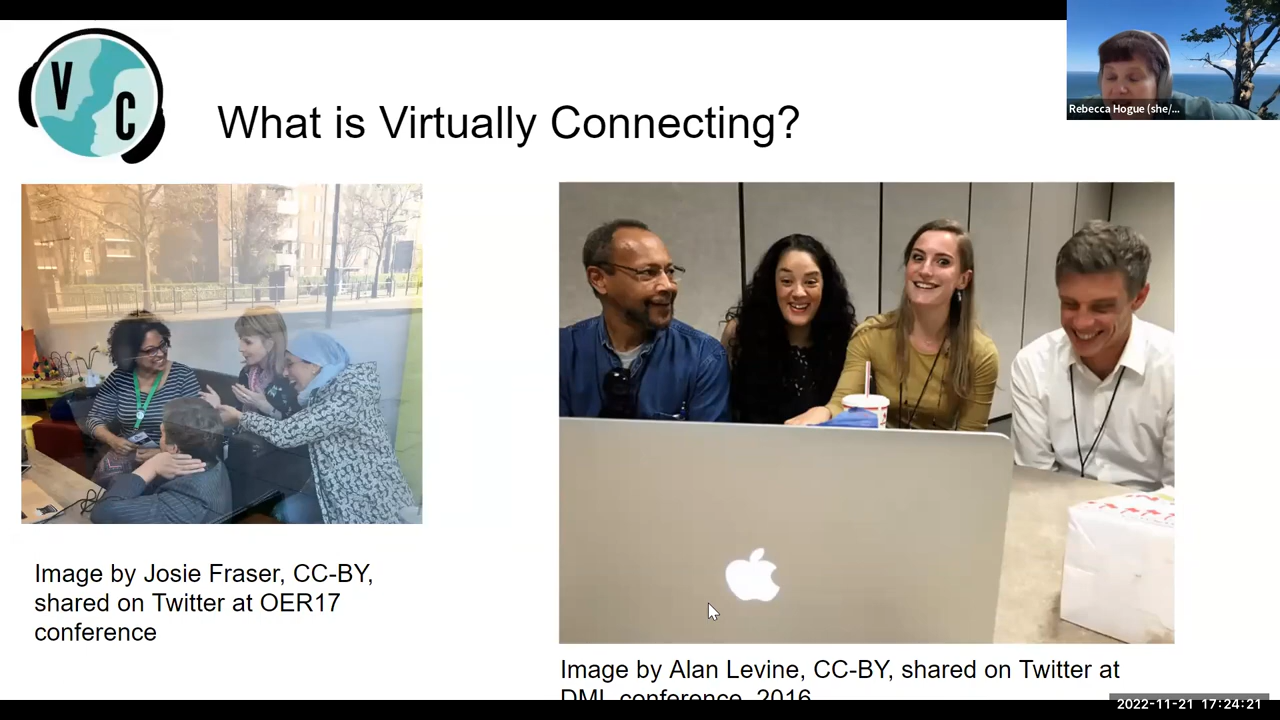 V
C
What is Virtually Connecting?
Rebecca Hogue (she/...
Image by Josie Fraser, CC-BY,
shared on Twitter at OER17
conference
Image by Alan Levine, CC-BY, shared on Twitter at
DML conference, 2016
2022-11-21 17:24:21